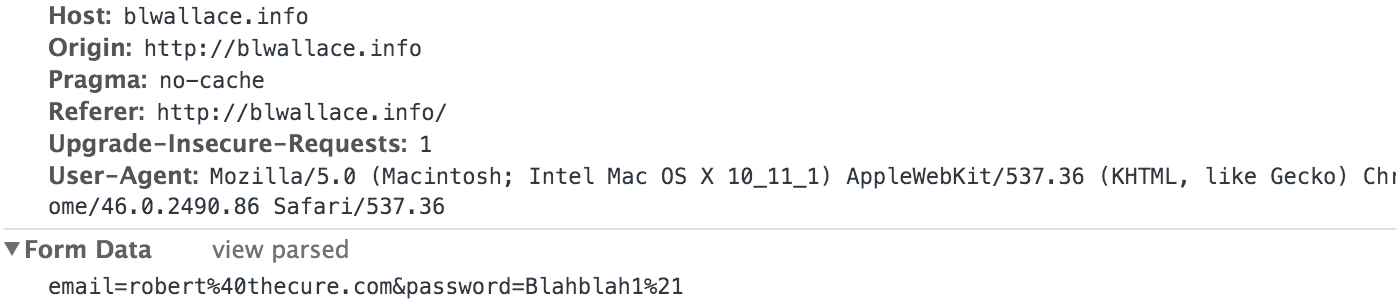 Host: blwallace.info
Origin: http://blwallace.info
Pragma: no-cache
Referer: http://blwallace.info/
Upgrade-Insecure-Requests: 1
User-Agent: Mozilla/5.0 (Macintosh; Intel Mac OS X 10_11_1) AppleWebKit/537.36 (KHTML, like Gecko) Chr
ome/46.0.2490.86 Safari/537.36
Form Data view parsed
email=robert%40thecure.com&password=Blahblah1%21